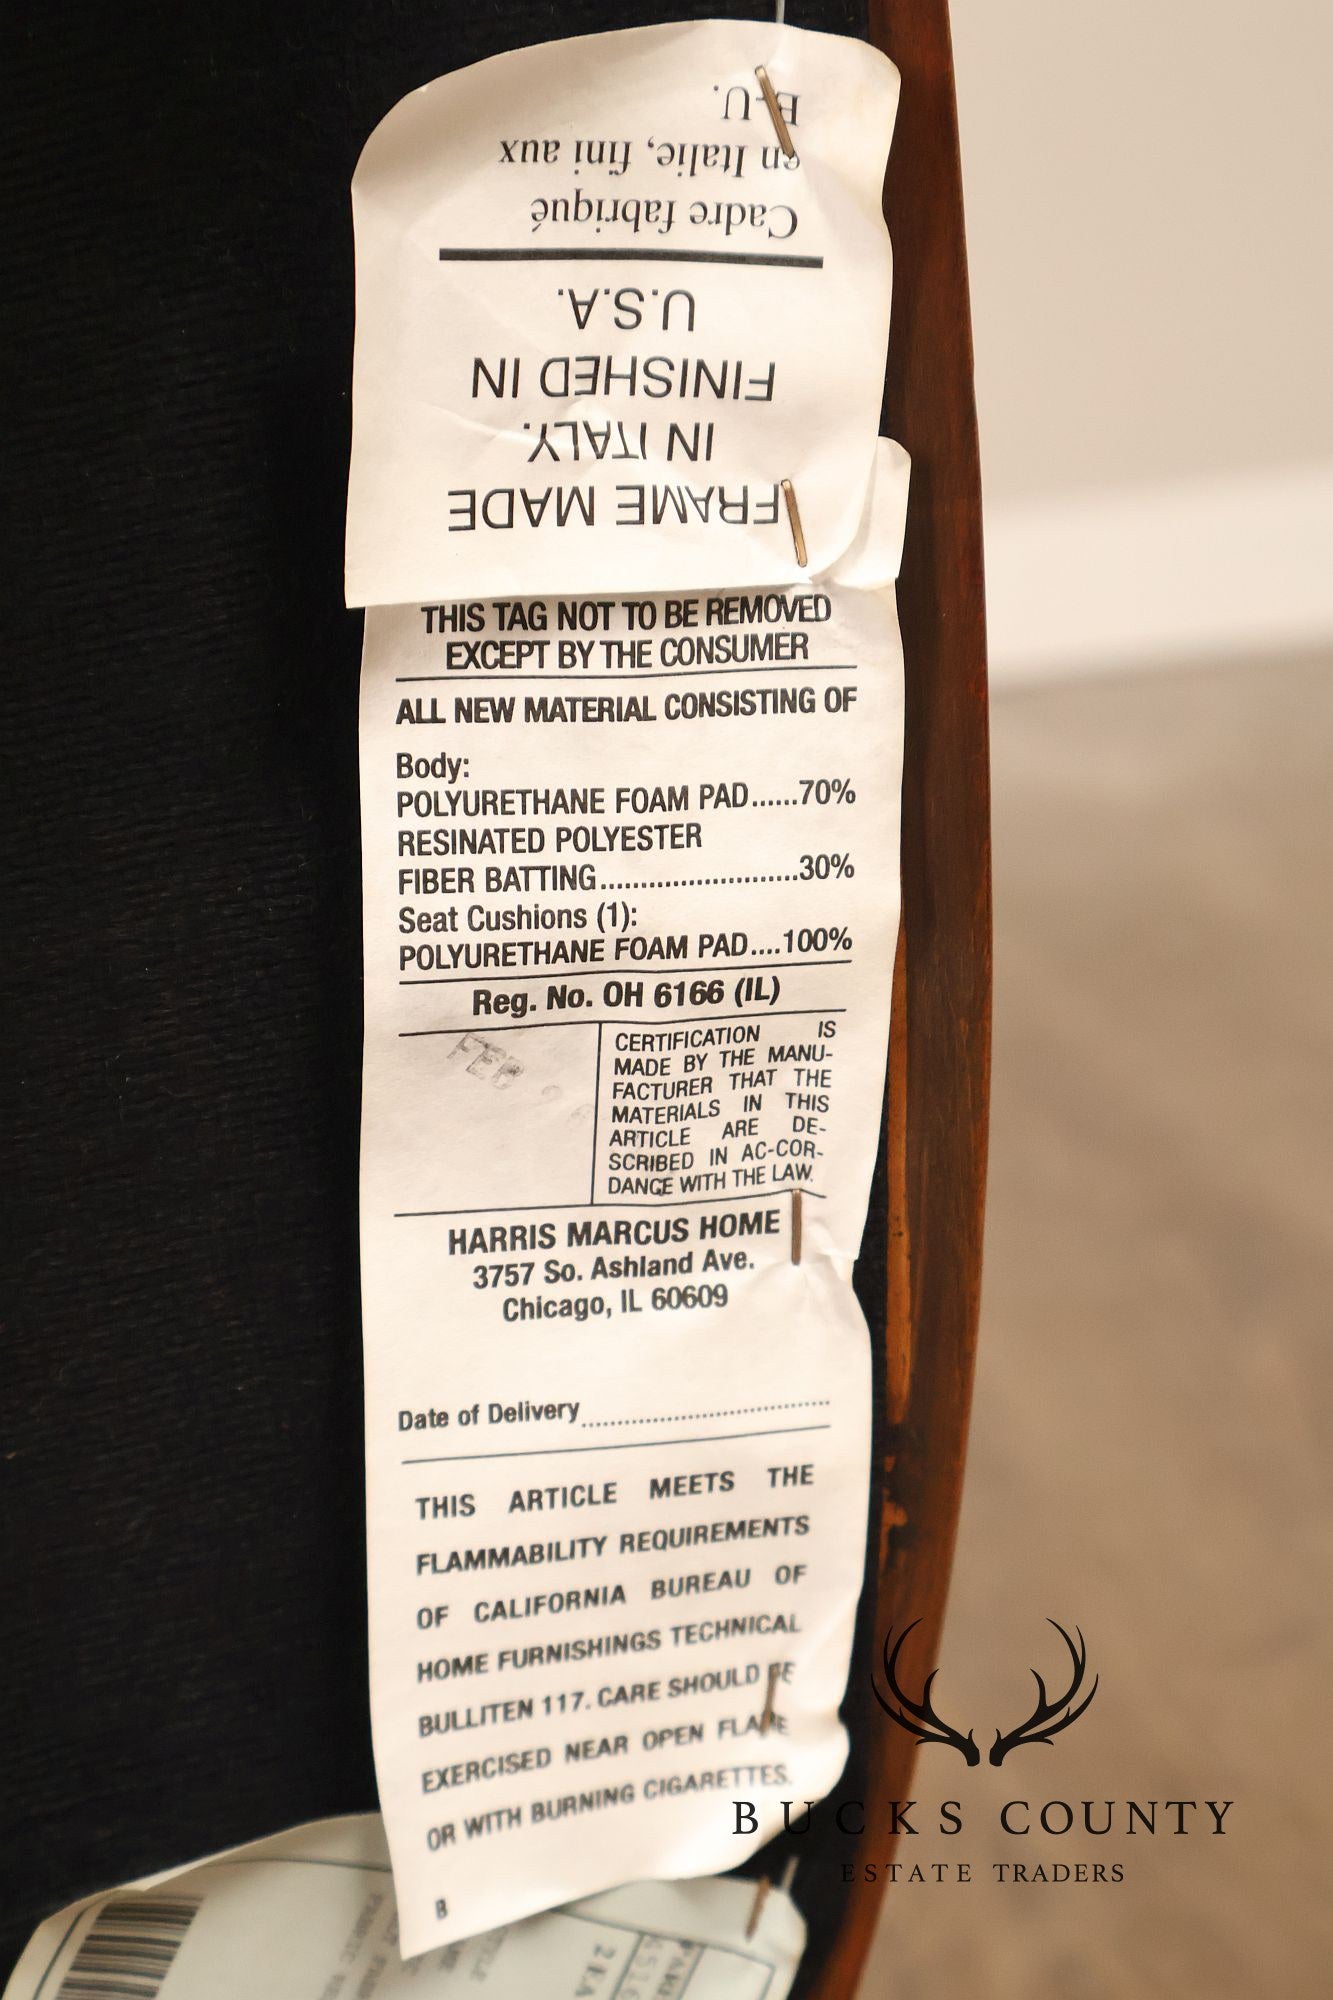 FRAME MADE
IN ITALY.
FINISHED IN
U.S.A.
Cadre fabriqué
en Italie, fini aux
E-U.
THIS TAG NOT TO BE REMOVED
EXCEPT BY THE CONSUMER
ALL NEW MATERIAL CONSISTING OF
Body:
POLYURETHANE FOAM PAD......70%
RESINATED POLYESTER
FIBER BATTING.........................30%
Seat Cushions (1):
POLYURETHANE FOAM PAD....100%
Reg. No. OH 6166 (IL)
FEB
CERTIFICATION IS
MADE BY THE MANU-
FACTURER THAT THE
MATERIALS IN THIS
ARTICLE ARE DE-
SCRIBED IN AC-COR-
DANCE WITH THE LAW.
HARRIS MARCUS HOME
3757 So. Ashland Ave.
Chicago, IL 60609
Date of Delivery
THIS ARTICLE MEETS THE
FLAMMABILITY REQUIREMENTS
OF CALIFORNIA BUREAU OF
HOME FURNISHINGS TECHNICAL
BULLITEN 117. CARE SHOULD BE
EXERCISED NEAR OPEN FLAME
OR WITH BURNING CIGARETTES.
B
BUCKS COUNTY
ESTATE TRADERS